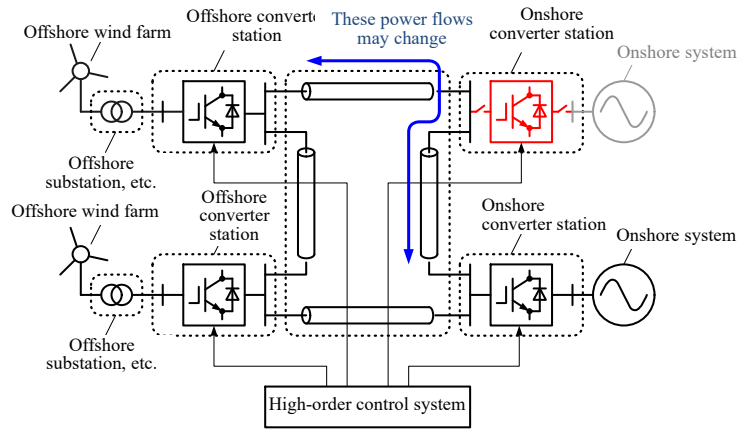 Offshore wind farm
Offshore converte
station
These power flows
may change
Onshore
converter station
Onshore system
Offshore
substation, etc.
Offshore wind farm
Offshore
converter
station
Onshore
converter station
Onshore system
Offshore
substation, etc.
High-order control system